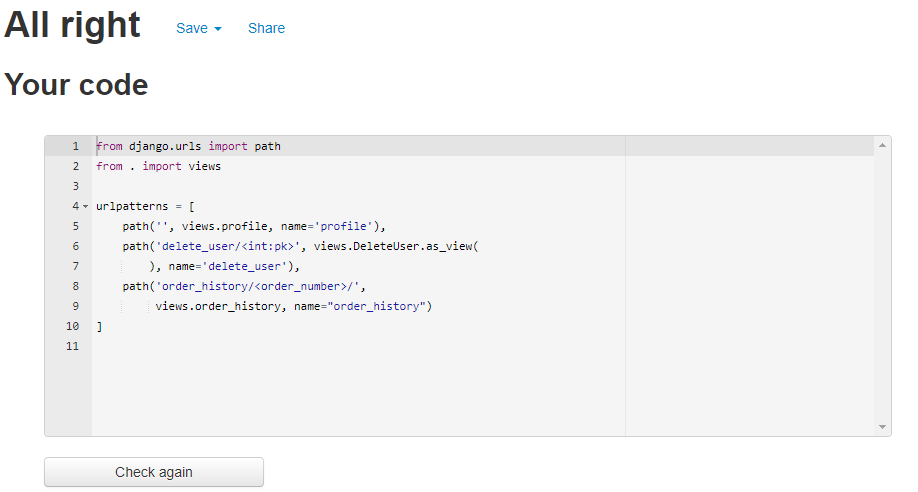 All right Save Share
Your code
1 from django.urls import path
2 from . import views
3
4 urlpatterns = [
5 path('', views.profile, name='profile'),
6 path('delete_user/<int:pk>', views.DeleteUser.as_view(
7 ), name='delete_user'),
8 path('order_history/<order_number>/',
9 views.order_history, name="order_history")
10 ]
11
Check again